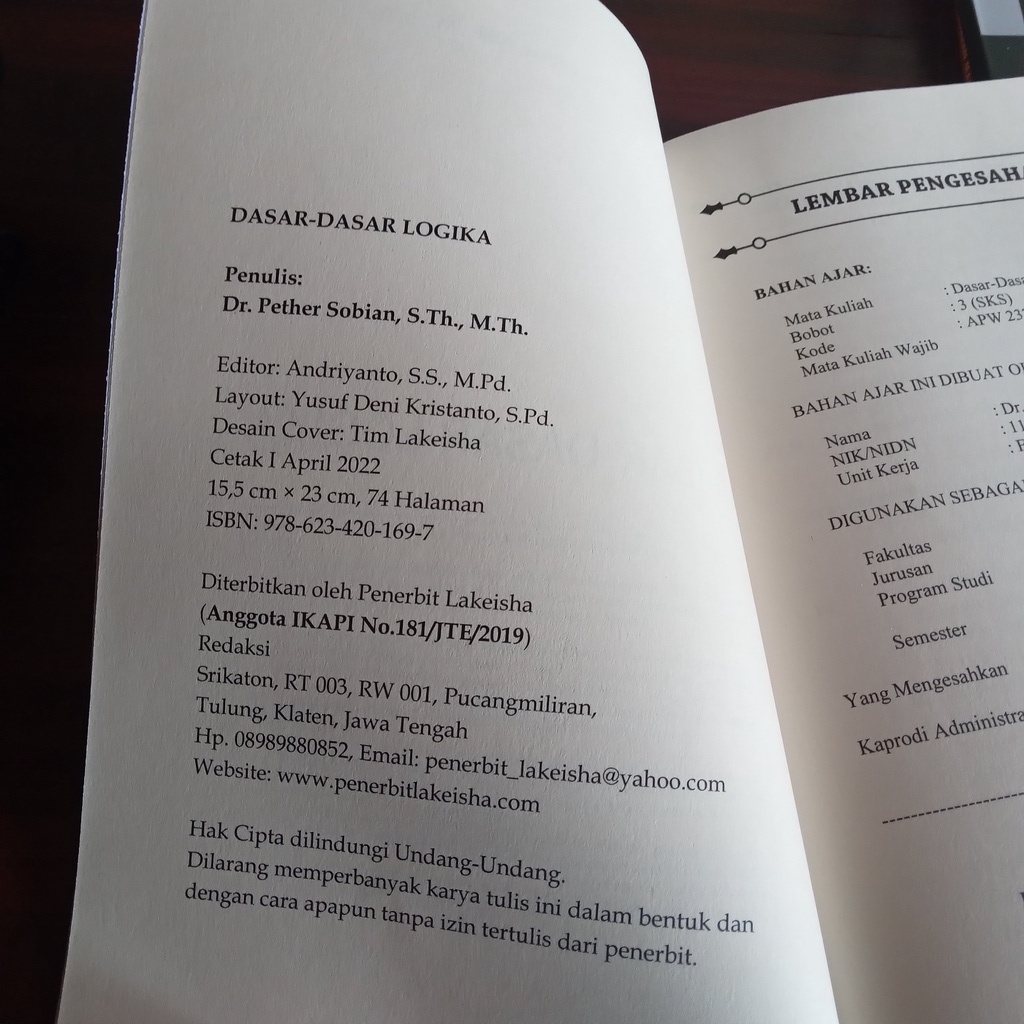 DASAR-DASAR LOGIKA
Penulis:
Dr. Pether Sobian, S.Th., M.Th.
Editor: Andriyanto, S.S., M.Pd.
Layout: Yusuf Deni Kristanto, S.Pd.
Desain Cover: Tim Lakeisha
Cetak I April 2022
15,5 cm × 23 cm, 74 Halaman
ISBN: 978-623-420-169-7
Diterbitkan oleh Penerbit Lakeisha
(Anggota IKAPI No.181/JTE/2019)
Redaksi
Srikaton, RT 003, RW 001, Pucangmiliran,
Tulung, Klaten, Jawa Tengah
Hp. 08989880852, Email: penerbit_lakeisha@yahoo.com
Website: www.penerbitlakeisha.com
Hak Cipta dilindungi Undang-Undang.
Dilarang memperbanyak karya tulis ini dalam bentuk dan
dengan cara apapun tanpa izin tertulis dari penerbit.
LEMBAR
BAHAN AJAR:
Mata Kuliah :
Bobot : 3 (SKS)
Kode : APW
Mata Kuliah Wajib
BAHAN AJAR INI DIBUAT
Nama :
NIK/NIDN :
Unit Kerja :
DIGUNAKAN
Fakultas
Jurusan
Program Studi
Semester
Yang Mengesahkan
Kaprodi